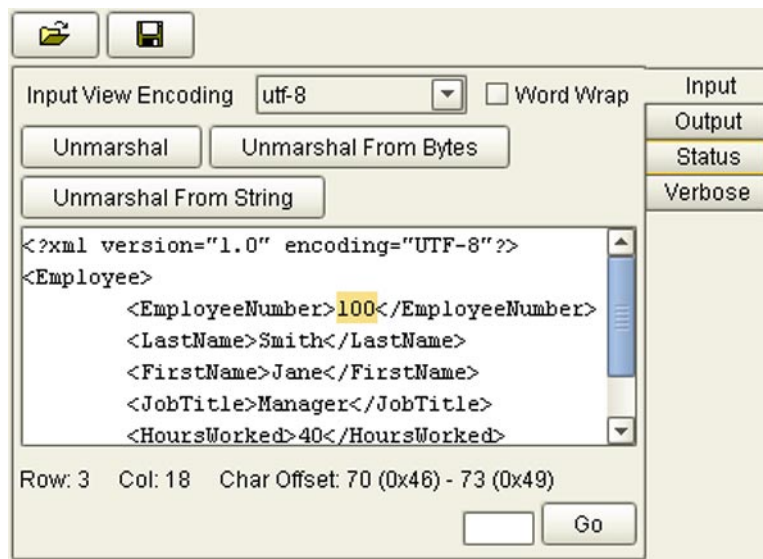 Input View Encoding utf-8 Word Wrap
Unmarshal Unmarshal From Bytes
Unmarshal From String
<?xml version="1.0" encoding="UTF-8"?>
<Employee>
<EmployeeNumber>100</EmployeeNumber>
<LastName>Smith</LastName>
<FirstName>Jane</FirstName>
<JobTitle>Manager</JobTitle>
<HoursWorked>40</HoursWorked>
Row: 3 Col: 18 Char Offset: 70 (0x46) - 73 (0x49)
Go
Input
Output
Status
Verbose